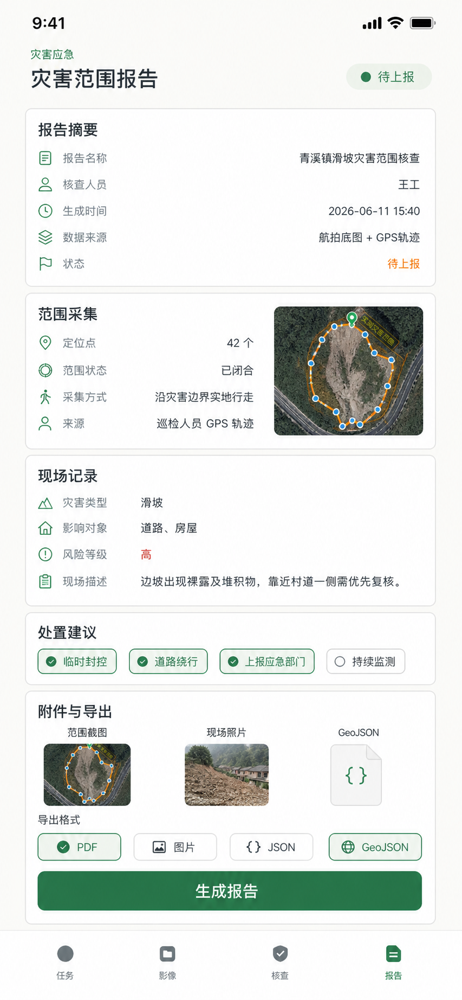 9:41
灾害应急
灾害范围报告
待上报
报告摘要
报告名称 青溪镇滑坡灾害范围核查
核查人员 王工
生成时间 2026-06-11 15:40
数据来源 航拍底图 + GPS轨迹
状态 待上报
范围采集
定位点 42 个
范围状态 已闭合
采集方式 沿灾害边界实地行走
来源 巡检人员 GPS 轨迹
现场记录
灾害类型 滑坡
影响对象 道路、房屋
风险等级 高
现场描述 边坡出现裸露及堆积物，靠近村道一侧需优先复核。
处置建议
临时封控 道路绕行 上报应急部门 持续监测
附件与导出
范围截图 现场照片 GeoJSON
{ }
导出格式
PDF 图片 {} JSON GeoJSON
生成报告
任务 影像 核查 报告